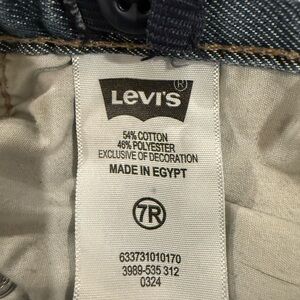 LEVI'S®
54% COTTON
46% POLYESTER
EXCLUSIVE OF DECORATION
MADE IN EGYPT
7R
633731010170
3989-535 312
0324